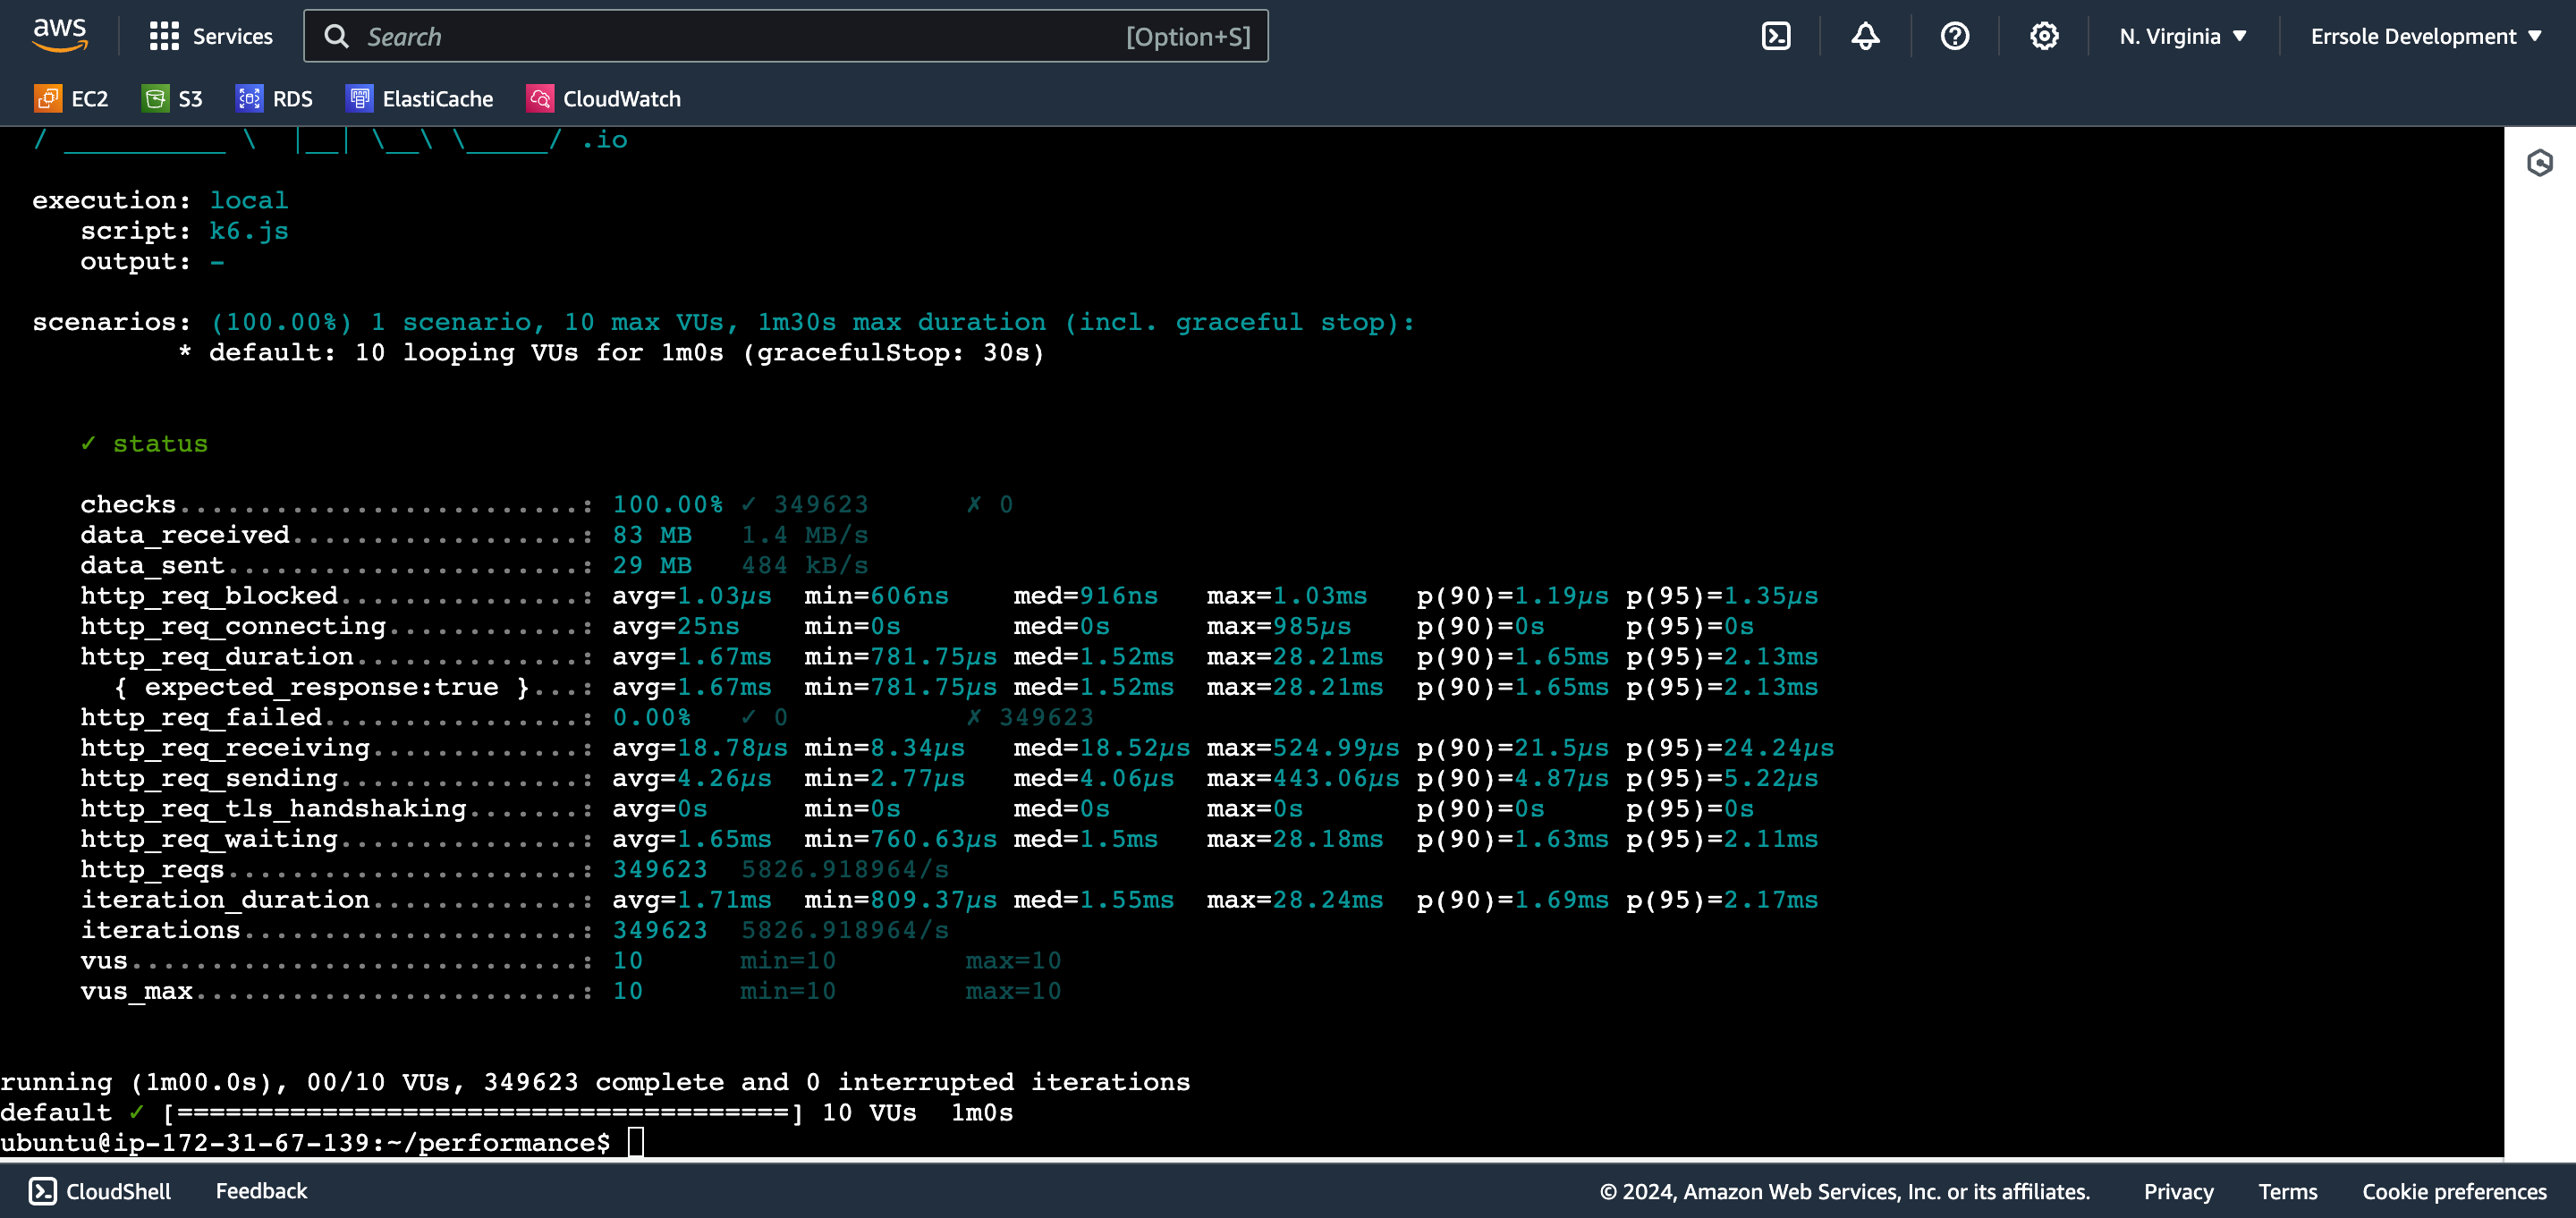 aws Services Search [Option+S] N. Virginia ▼ Errsole Development ▼
EC2 S3 RDS ElastiCache CloudWatch
/ __________ \  |__| \__\ \_____/ .io
execution: local
script: k6.js
output: -
scenarios: (100.00%) 1 scenario, 10 max VUs, 1m30s max duration (incl. graceful stop):
* default: 10 looping VUs for 1m0s (gracefulStop: 30s)
✓ status
checks.........................: 100.00% ✓ 349623 ✗ 0
data_received..................: 83 MB 1.4 MB/s
data_sent......................: 29 MB 484 kB/s
http_req_blocked...............: avg=1.03µs min=606ns med=916ns max=1.03ms p(90)=1.19µs p(95)=1.35µs
http_req_connecting............: avg=25ns min=0s med=0s max=985µs p(90)=0s p(95)=0s
http_req_duration..............: avg=1.67ms min=781.75µs med=1.52ms max=28.21ms p(90)=1.65ms p(95)=2.13ms
{ expected_response:true }...: avg=1.67ms min=781.75µs med=1.52ms max=28.21ms p(90)=1.65ms p(95)=2.13ms
http_req_failed................: 0.00% ✓ 0 ✗ 349623
http_req_receiving.............: avg=18.78µs min=8.34µs med=18.52µs max=524.99µs p(90)=21.5µs p(95)=24.24µs
http_req_sending...............: avg=4.26µs min=2.77µs med=4.06µs max=443.06µs p(90)=4.87µs p(95)=5.22µs
http_req_tls_handshaking.......: avg=0s min=0s med=0s max=0s p(90)=0s p(95)=0s
http_req_waiting...............: avg=1.65ms min=760.63µs med=1.5ms max=28.18ms p(90)=1.63ms p(95)=2.11ms
http_reqs......................: 349623 5826.918964/s
iteration_duration.............: avg=1.71ms min=809.37µs med=1.55ms max=28.24ms p(90)=1.69ms p(95)=2.17ms
iterations.....................: 349623 5826.918964/s
vus............................: 10 min=10 max=10
vus_max........................: 10 min=10 max=10
running (1m00.0s), 00/10 VUs, 349623 complete and 0 interrupted iterations
default ✓ [======================================] 10 VUs 1m0s
ubuntu@ip-172-31-67-139:~/performance$
CloudShell Feedback © 2024, Amazon Web Services, Inc. or its affiliates. Privacy Terms Cookie preferences